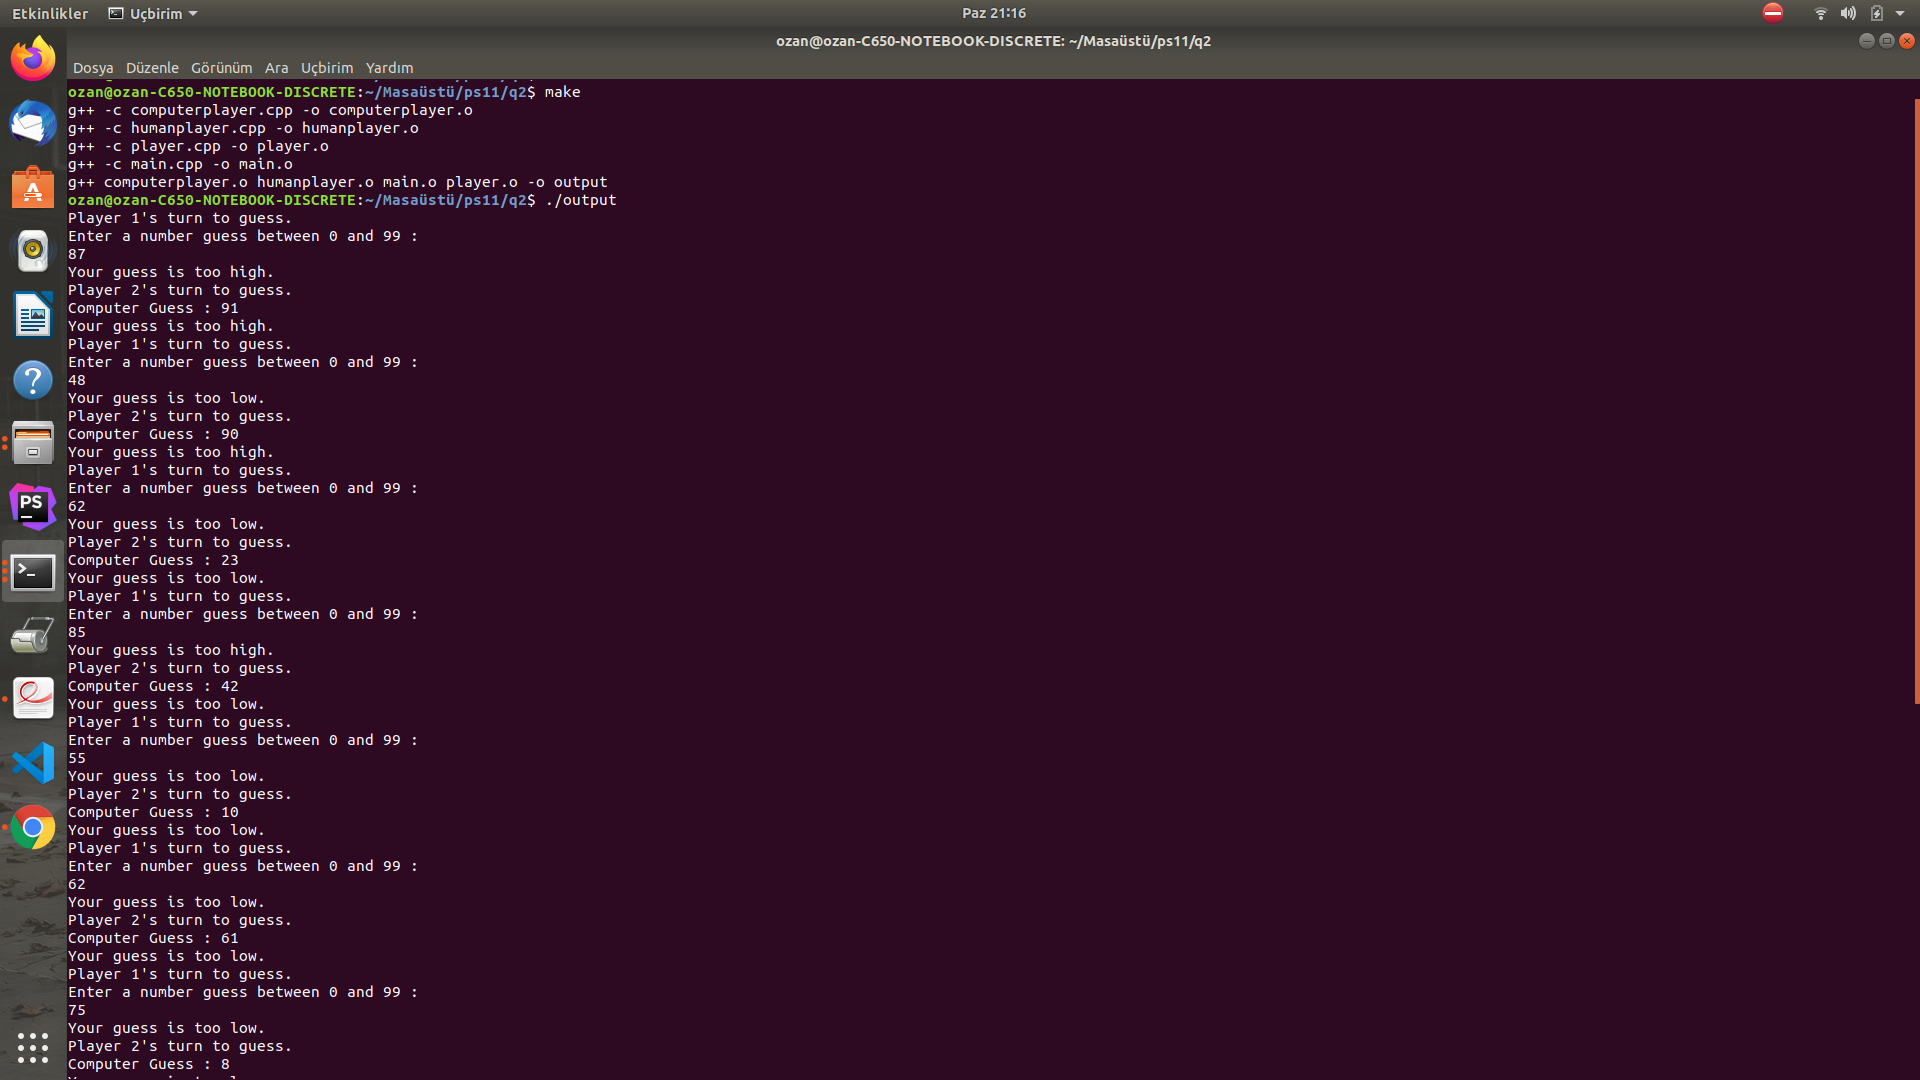 Etkinlikler Uçbirim Paz 21:16
ozan@ozan-C650-NOTEBOOK-DISCRETE: ~/Masaüstü/ps11/q2
Dosya Düzenle Görünüm Ara Uçbirim Yardım
ozan@ozan-C650-NOTEBOOK-DISCRETE:~/Masaüstü/ps11/q2$ make
g++ -c computerplayer.cpp -o computerplayer.o
g++ -c humanplayer.cpp -o humanplayer.o
g++ -c player.cpp -o player.o
g++ -c main.cpp -o main.o
g++ computerplayer.o humanplayer.o main.o player.o -o output
ozan@ozan-C650-NOTEBOOK-DISCRETE:~/Masaüstü/ps11/q2$ ./output
Player 1's turn to guess.
Enter a number guess between 0 and 99 :
87
Your guess is too high.
Player 2's turn to guess.
Computer Guess : 91
Your guess is too high.
Player 1's turn to guess.
Enter a number guess between 0 and 99 :
48
Your guess is too low.
Player 2's turn to guess.
Computer Guess : 90
Your guess is too high.
Player 1's turn to guess.
Enter a number guess between 0 and 99 :
62
Your guess is too low.
Player 2's turn to guess.
Computer Guess : 23
Your guess is too low.
Player 1's turn to guess.
Enter a number guess between 0 and 99 :
85
Your guess is too high.
Player 2's turn to guess.
Computer Guess : 42
Your guess is too low.
Player 1's turn to guess.
Enter a number guess between 0 and 99 :
55
Your guess is too low.
Player 2's turn to guess.
Computer Guess : 10
Your guess is too low.
Player 1's turn to guess.
Enter a number guess between 0 and 99 :
62
Your guess is too low.
Player 2's turn to guess.
Computer Guess : 61
Your guess is too low.
Player 1's turn to guess.
Enter a number guess between 0 and 99 :
75
Your guess is too low.
Player 2's turn to guess.
Computer Guess : 8
PS